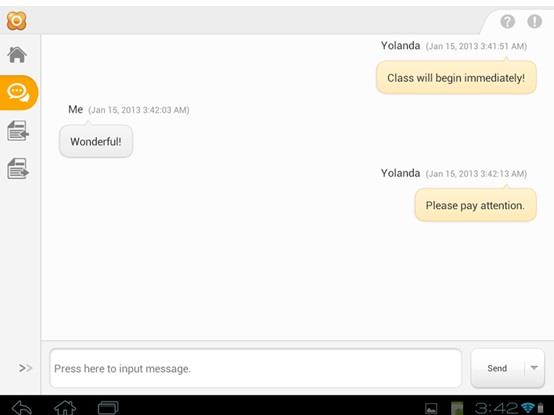 Yolanda (Jan 15, 2013 3:41:51 AM)
Class will begin immediately!
Me (Jan 15, 2013 3:42:03 AM)
Wonderful!
Yolanda (Jan 15, 2013 3:42:13 AM)
Please pay attention.
>> Press here to input message. Send
3:42